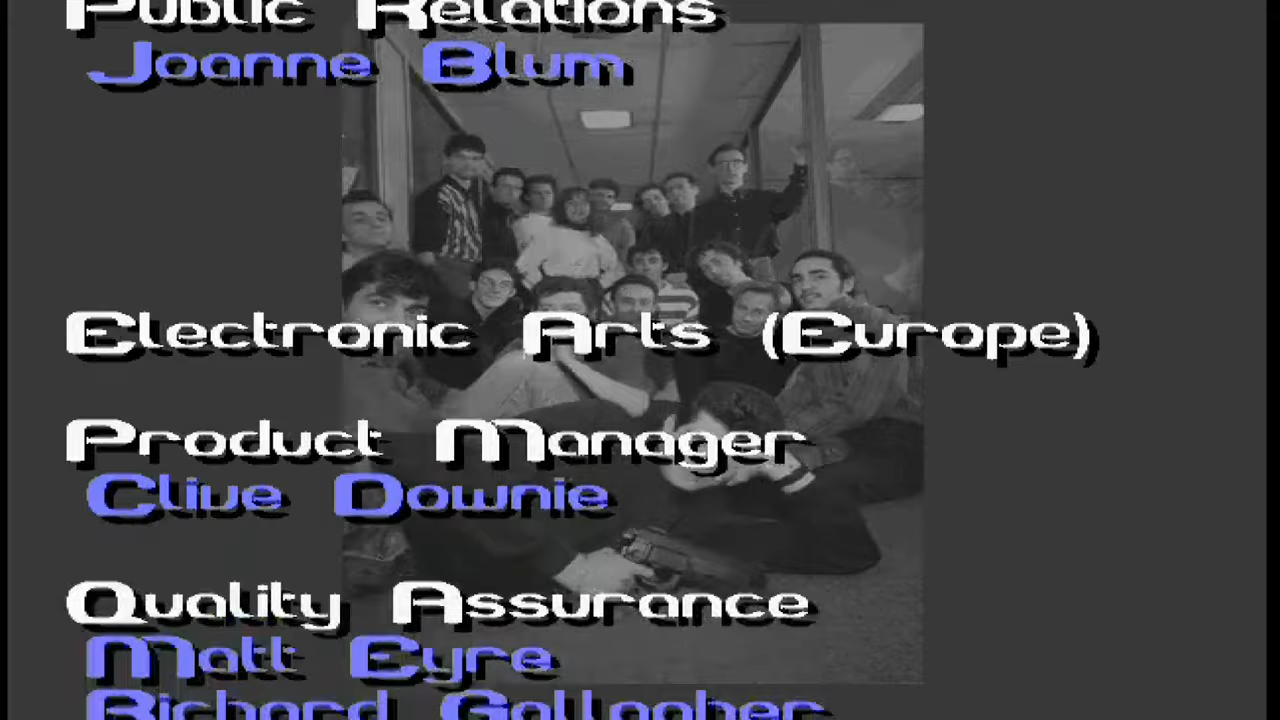 Public Relations
Joanne Blum
Electronic Arts (Europe)
Product Manager
Clive Downie
Quality Assurance
Matt Eyre
Richard Gallagher